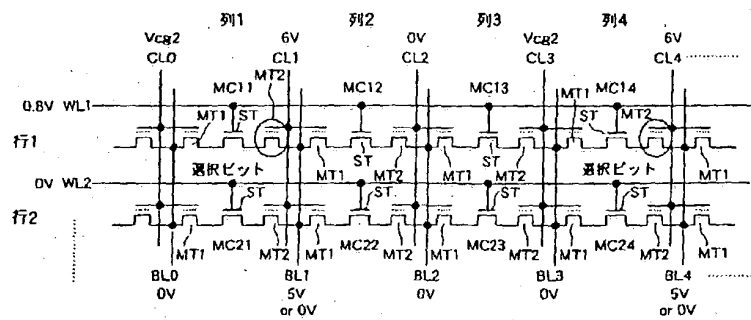 列1 列2 列3 列4
Vcg2 6V 0V Vcg2 6V
CL0 CL1 CL2 CL3 CL4
MC11 MT2 MC12 MC13 MC14
0.8V WL1
MT1 ST ST MT1 ST MT2
行1
ST MT1 ST MT2 MT1 ST MT2 MT1
選択ビット 選択ビット
0V WL2
ST ST ST ST
行2
MT1 MC21 MT2 MT1 MC22 MT2 MT1 MC23 MT2 MT1 MC24 MT2 MT1
BL0 BL1 BL2 BL3 BL4
0V 5V 0V 0V 5V
or 0V or 0V